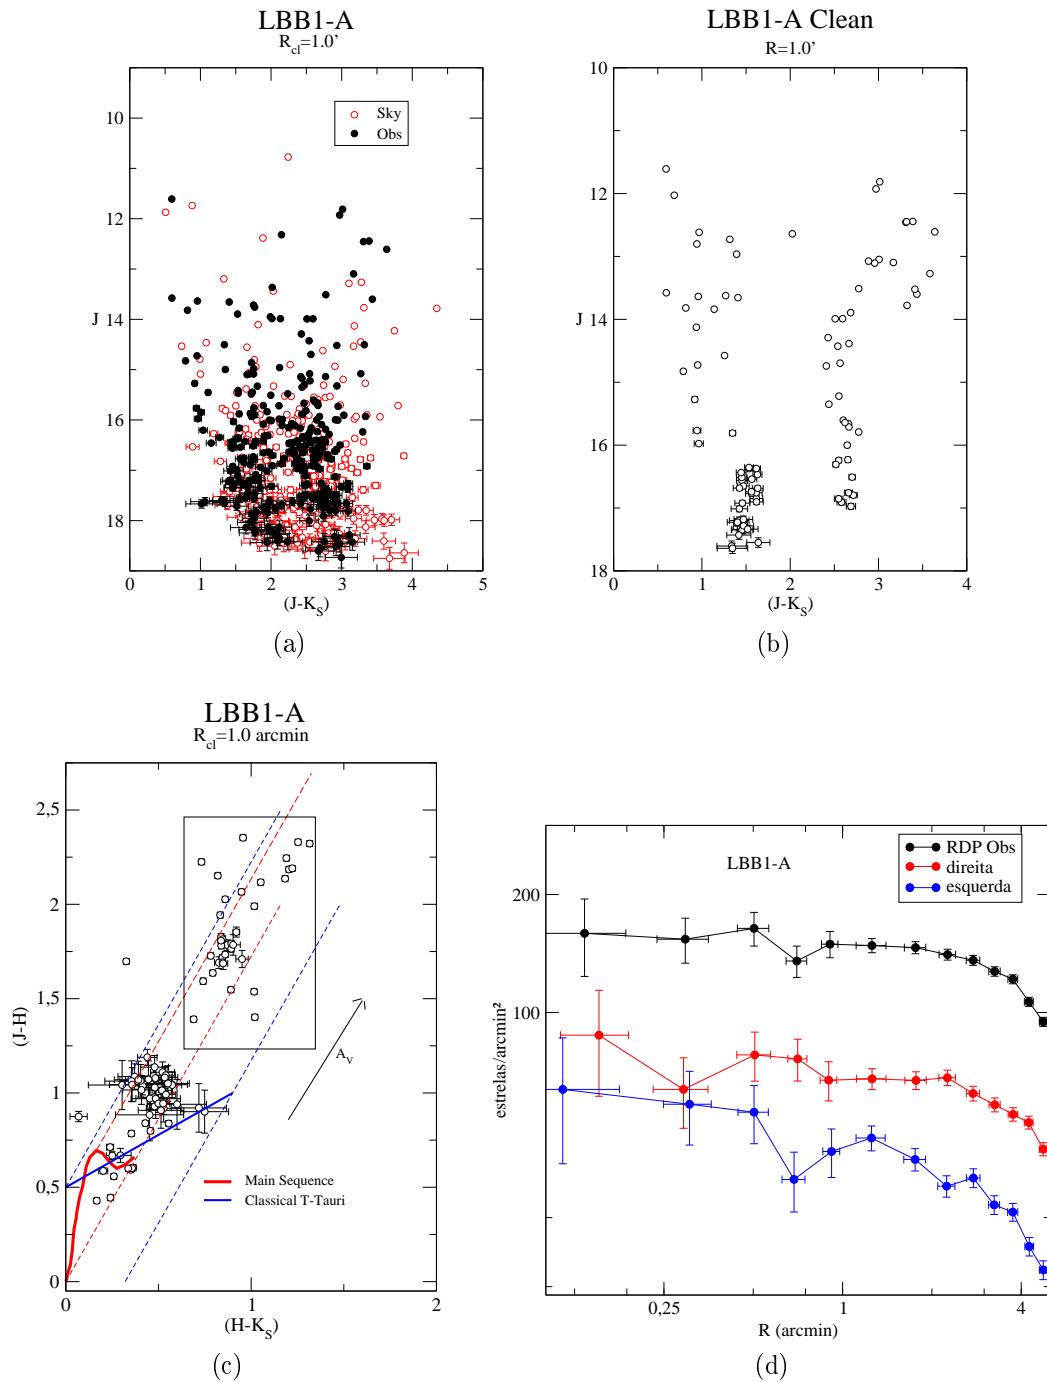 LBB1-A
R_cl=1.0'
Sky
Obs
10
12
14
16
18
J
0
1
2
3
4
5
(J-K_S)
(a)
LBB1-A Clean
R=1.0'
10
12
14
16
18
J
0
1
2
3
4
(J-K_S)
(b)
LBB1-A
R_cl=1.0 arcmin
2,5
2
1,5
1
0,5
0
(J-H)
A_V
Main Sequence
Classical T-Tauri
0
1
2
(H-K_S)
(c)
LBB1-A
RDP Obs
direita
esquerda
200
100
estrelas/arcmin²
0,25
1
4
R (arcmin)
(d)